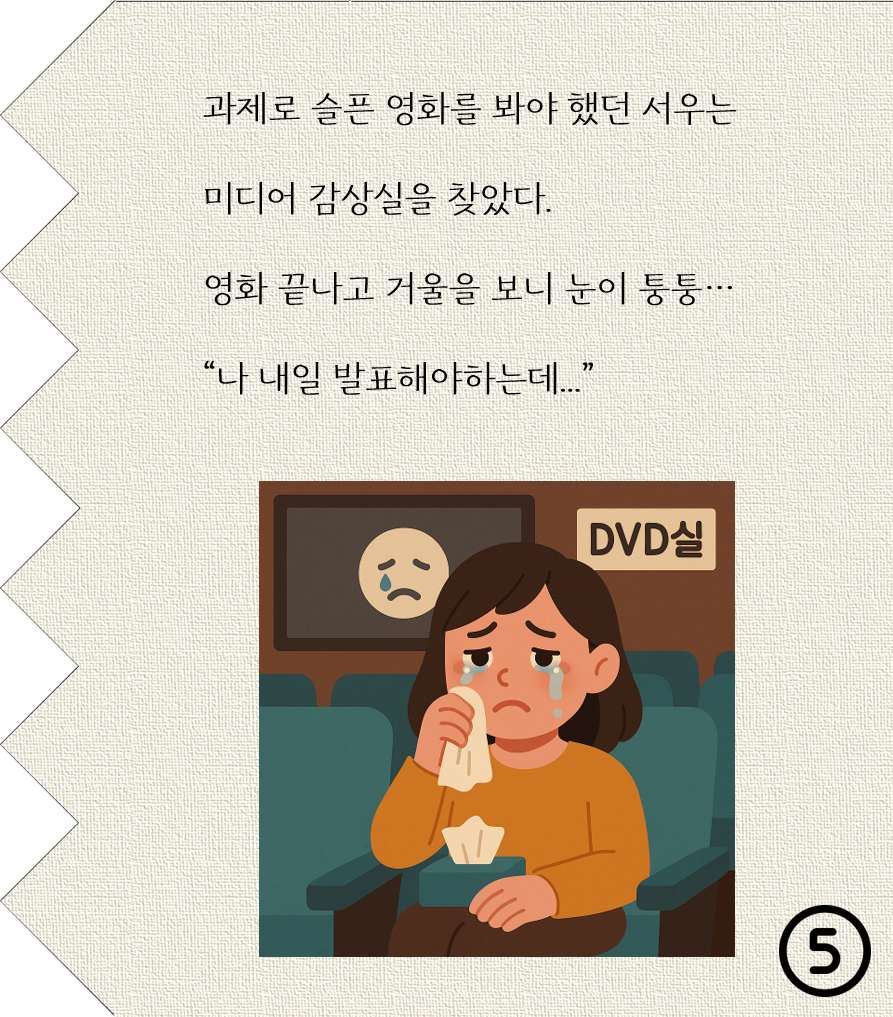 과제로 슬픈 영화를 봐야 했던 서우는
미디어 감상실을 찾았다.
영화 끝나고 거울을 보니 눈이 퉁퉁…
“나 내일 발표해야하는데...”
DVD실
5